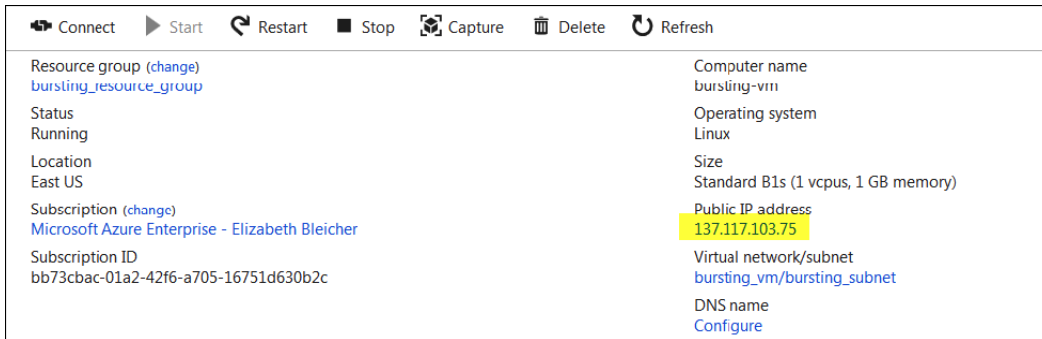 Connect Start Restart Stop Capture Delete Refresh
Resource group (change)
bursting_resource_group
Status
Running
Location
East US
Subscription (change)
Microsoft Azure Enterprise - Elizabeth Bleicher
Subscription ID
bb73cbac-01a2-42f6-a705-16751d630b2c
Computer name
bursting-vm
Operating system
Linux
Size
Standard B1s (1 vcpus, 1 GB memory)
Public IP address
137.117.103.75
Virtual network/subnet
bursting_vm/bursting_subnet
DNS name
Configure